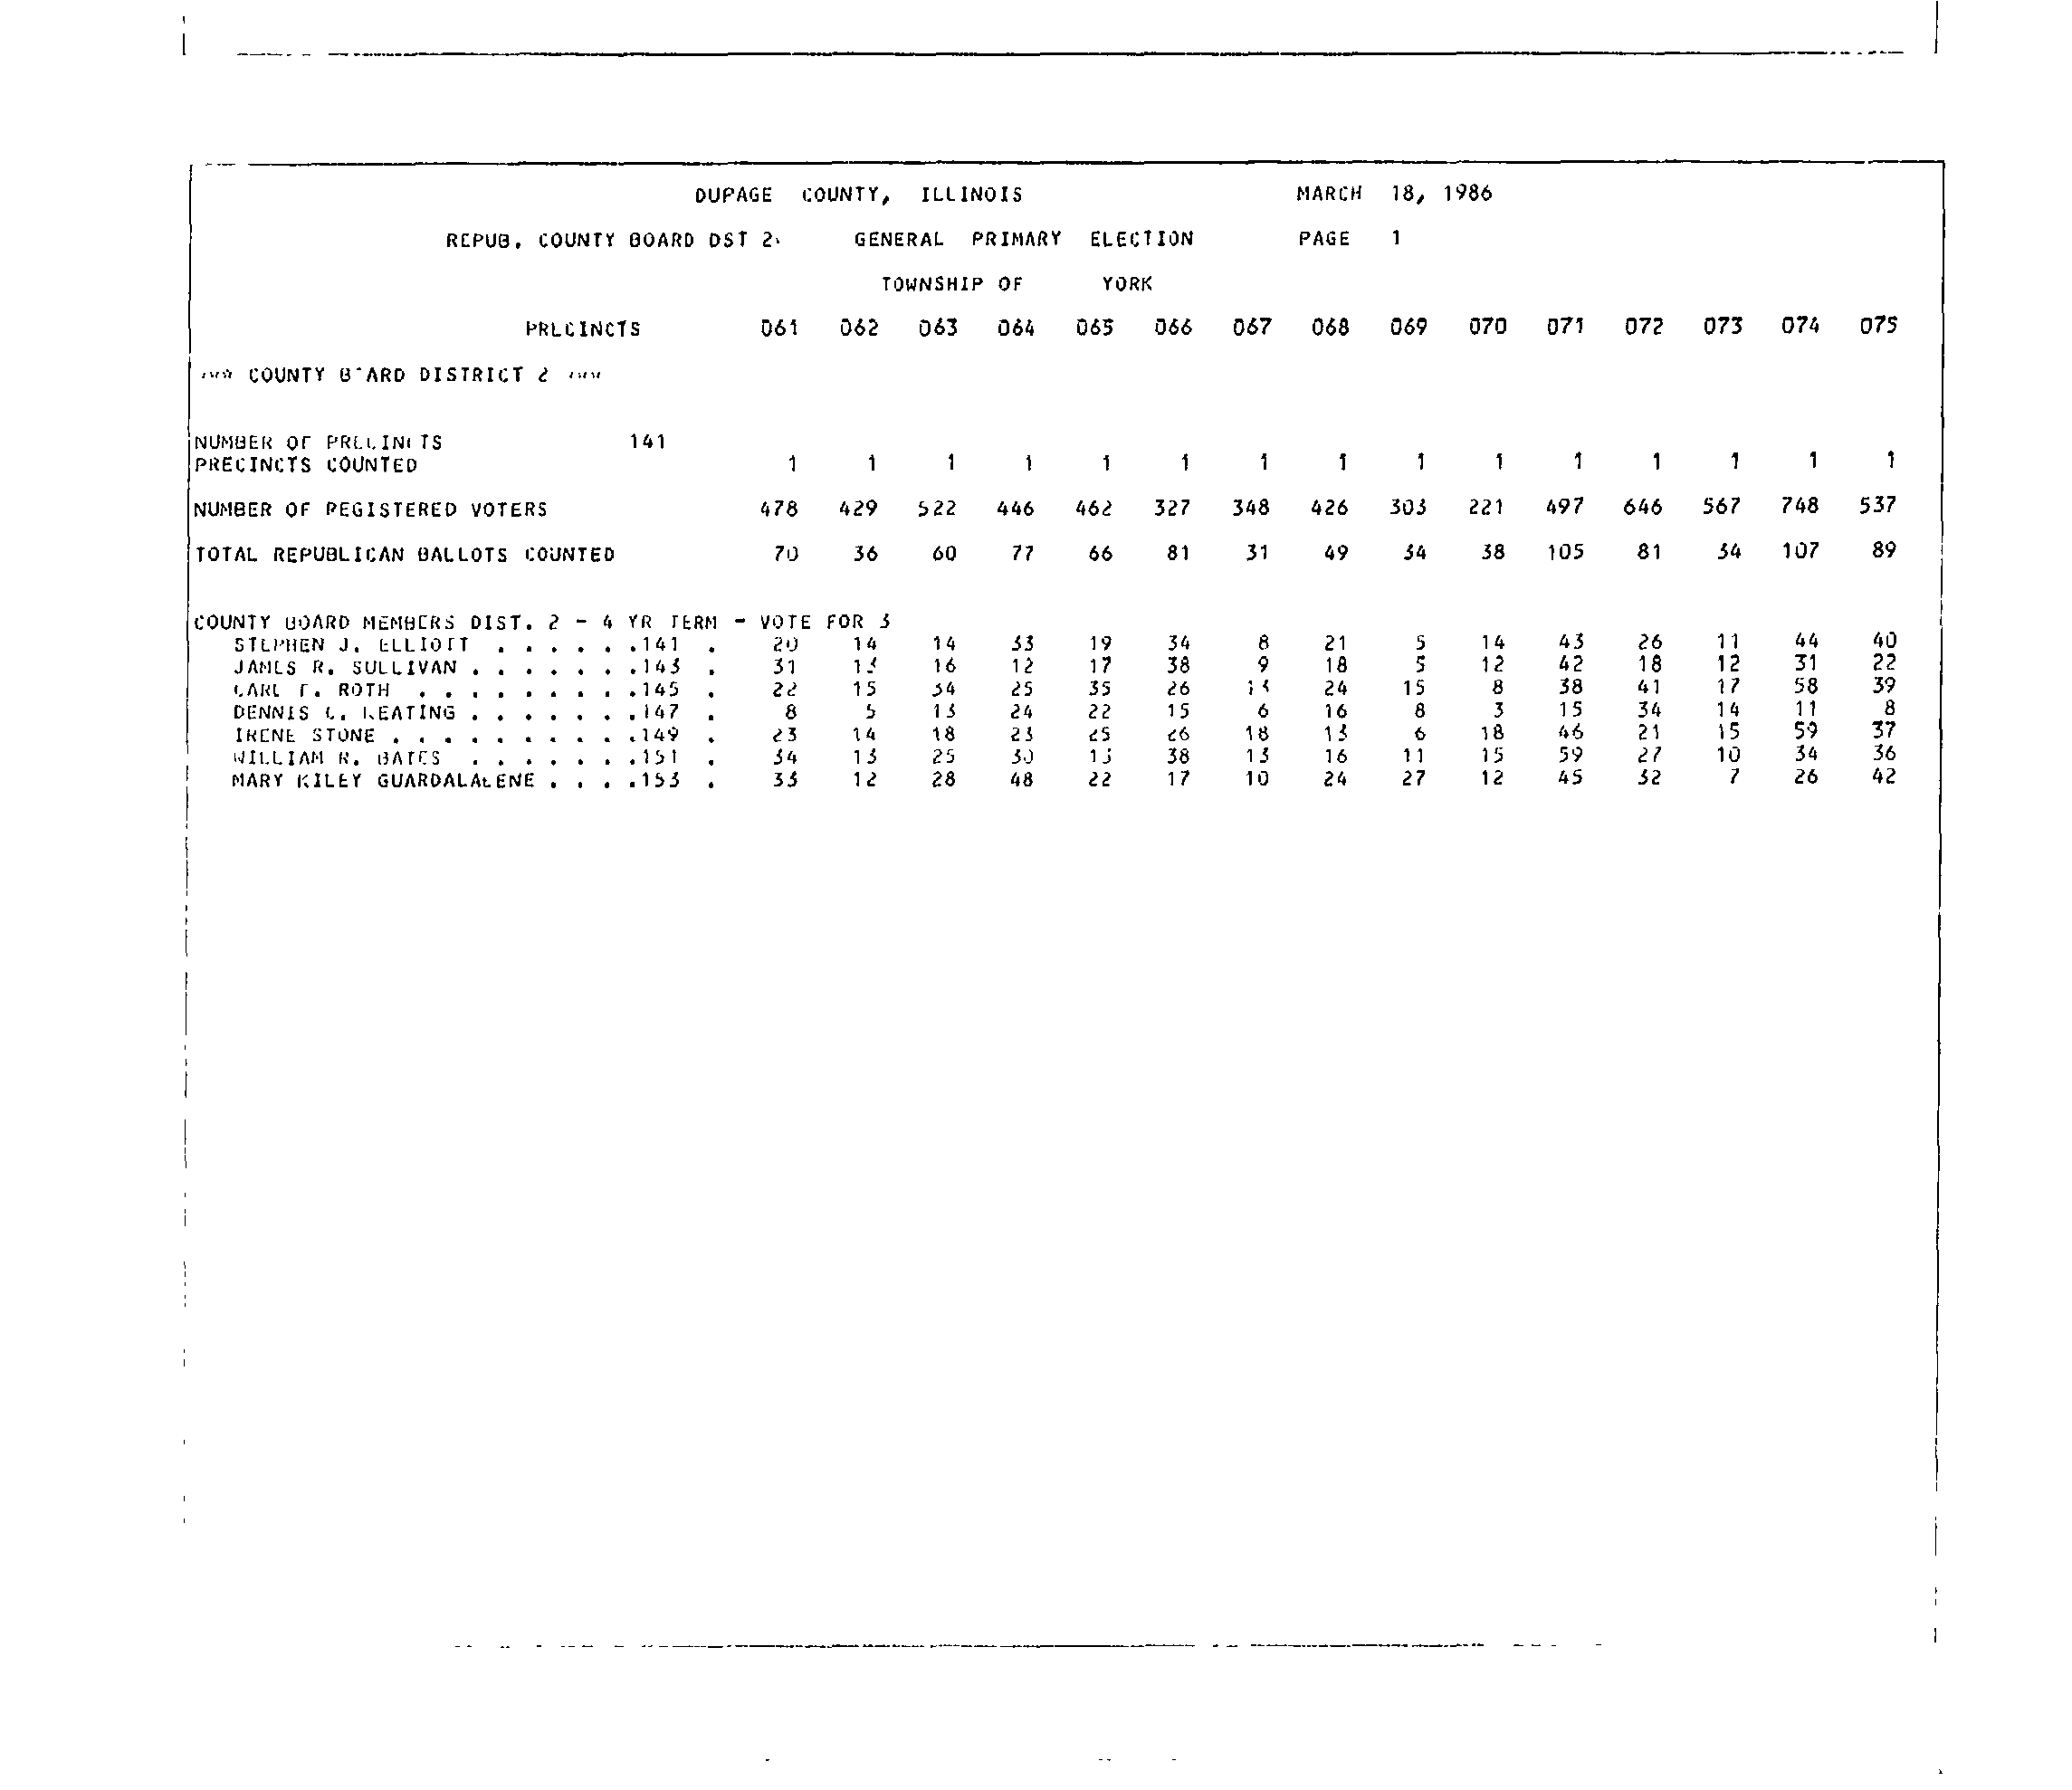 DUPAGE COUNTY, ILLINOIS MARCH 18, 1986
REPUB. COUNTY BOARD DST 2 GENERAL PRIMARY ELECTION PAGE 1
TOWNSHIP OF YORK
PRECINCTS 061 062 063 064 065 066 067 068 069 070 071 072 073 074 075
*** COUNTY BOARD DISTRICT 2 ***
NUMBER OF PRECINCTS 141
PRECINCTS COUNTED 1 1 1 1 1 1 1 1 1 1 1 1 1 1 1
NUMBER OF REGISTERED VOTERS 478 429 522 446 462 327 348 426 303 221 497 646 567 748 537
TOTAL REPUBLICAN BALLOTS COUNTED 70 36 60 77 66 81 31 49 34 38 105 81 34 107 89
COUNTY BOARD MEMBERS DIST. 2 - 4 YR TERM - VOTE FOR 3
STEPHEN J. ELLIOTT . . . . . .141 . 20 14 14 33 19 34 8 21 5 14 43 26 11 44 40
JAMES R. SULLIVAN . . . . . . .143 . 31 13 16 12 17 38 9 18 5 12 42 18 12 31 22
CARL F. ROTH . . . . . . . . .145 . 22 15 34 25 35 26 13 24 15 8 38 41 17 58 39
DENNIS C. KEATING . . . . . . .147 . 8 5 13 24 22 15 6 16 8 3 15 34 14 11 8
IRENE STONE . . . . . . . . . .149 . 23 14 18 23 25 26 18 13 6 18 46 21 15 59 37
WILLIAM R. BATES . . . . . . .151 . 34 13 25 30 13 38 13 16 11 15 59 27 10 34 36
MARY KILEY GUARDALABENE . . . .153 . 33 12 28 48 22 17 10 24 27 12 45 32 7 26 42